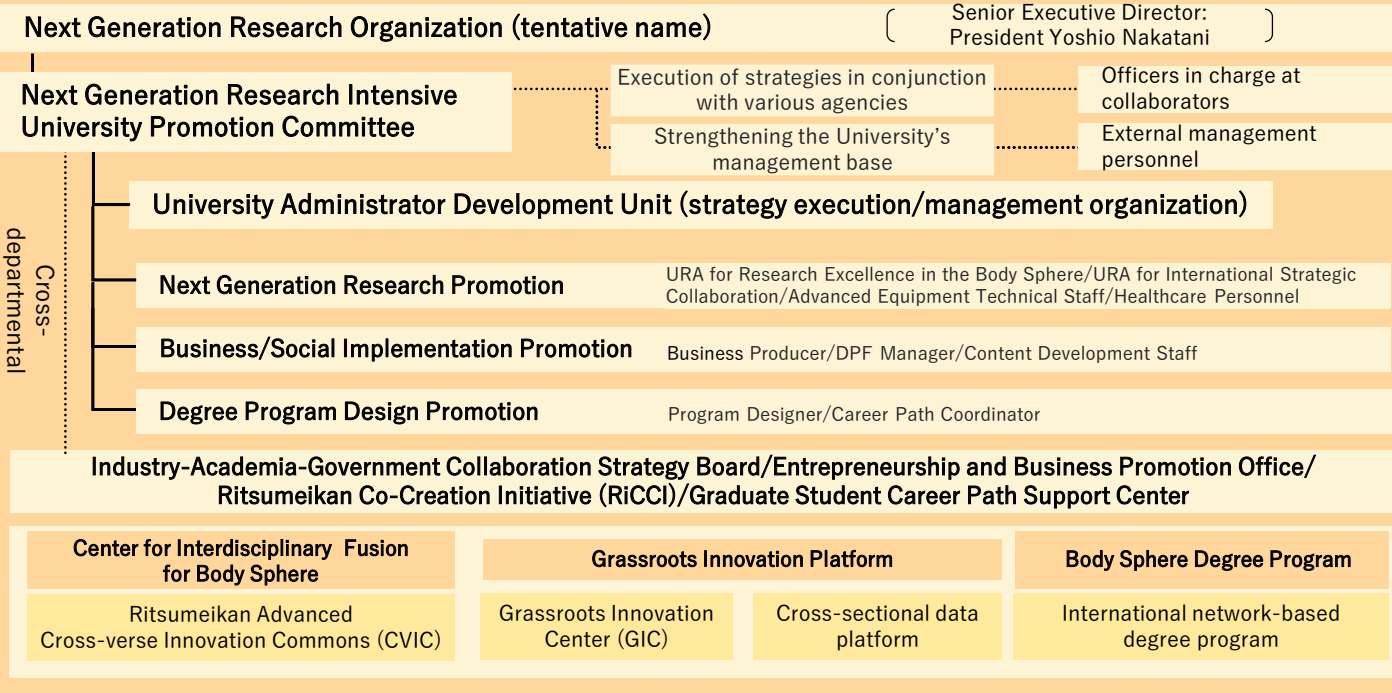 Next Generation Research Organization (tentative name)
Senior Executive Director:
President Yoshio Nakatani
Next Generation Research Intensive
University Promotion Committee
Execution of strategies in conjunction
with various agencies
Officers in charge at
collaborators
Strengthening the University's
management base
External management
personnel
University Administrator Development Unit (strategy execution/management organization)
Cross-
departmental
Next Generation Research Promotion
URA for Research Excellence in the Body Sphere/URA for International Strategic
Collaboration/Advanced Equipment Technical Staff/Healthcare Personnel
Business/Social Implementation Promotion
Business Producer/DPF Manager/Content Development Staff
Degree Program Design Promotion
Program Designer/Career Path Coordinator
Industry-Academia-Government Collaboration Strategy Board/Entrepreneurship and Business Promotion Office/
Ritsumeikan Co-Creation Initiative (RiCCI)/Graduate Student Career Path Support Center
Center for Interdisciplinary Fusion
for Body Sphere
Ritsumeikan Advanced
Cross-verse Innovation Commons (CVIC)
Grassroots Innovation Platform
Grassroots Innovation
Center (GIC)
Cross-sectional data
platform
Body Sphere Degree Program
International network-based
degree program